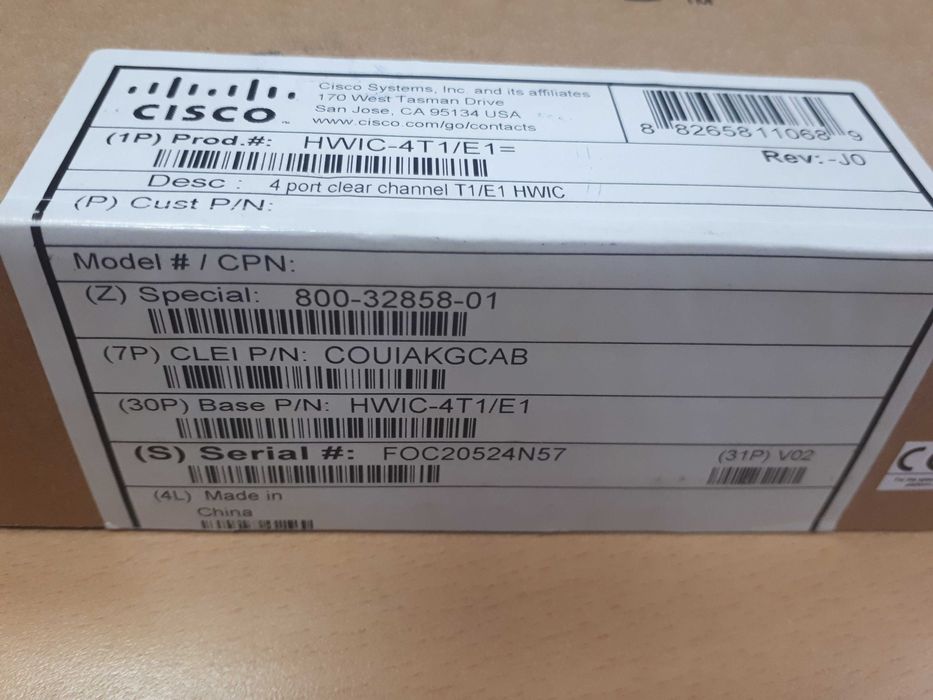 CISCO™
Cisco Systems, Inc. and its affiliates
170 West Tasman Drive
San Jose, CA 95134 USA
www.cisco.com/go/contacts
8 82658 11068 9
(1P) Prod.#: HWIC-4T1/E1=
Rev:-J0
Desc : 4 port clear channel T1/E1 HWIC
(P) Cust P/N:
Model # / CPN:
(Z) Special: 800-32858-01
(7P) CLEI P/N: COUIAKGCAB
(30P) Base P/N: HWIC-4T1/E1
(S) Serial #: FOC20524N57
(31P) V02
(4L) Made in
China